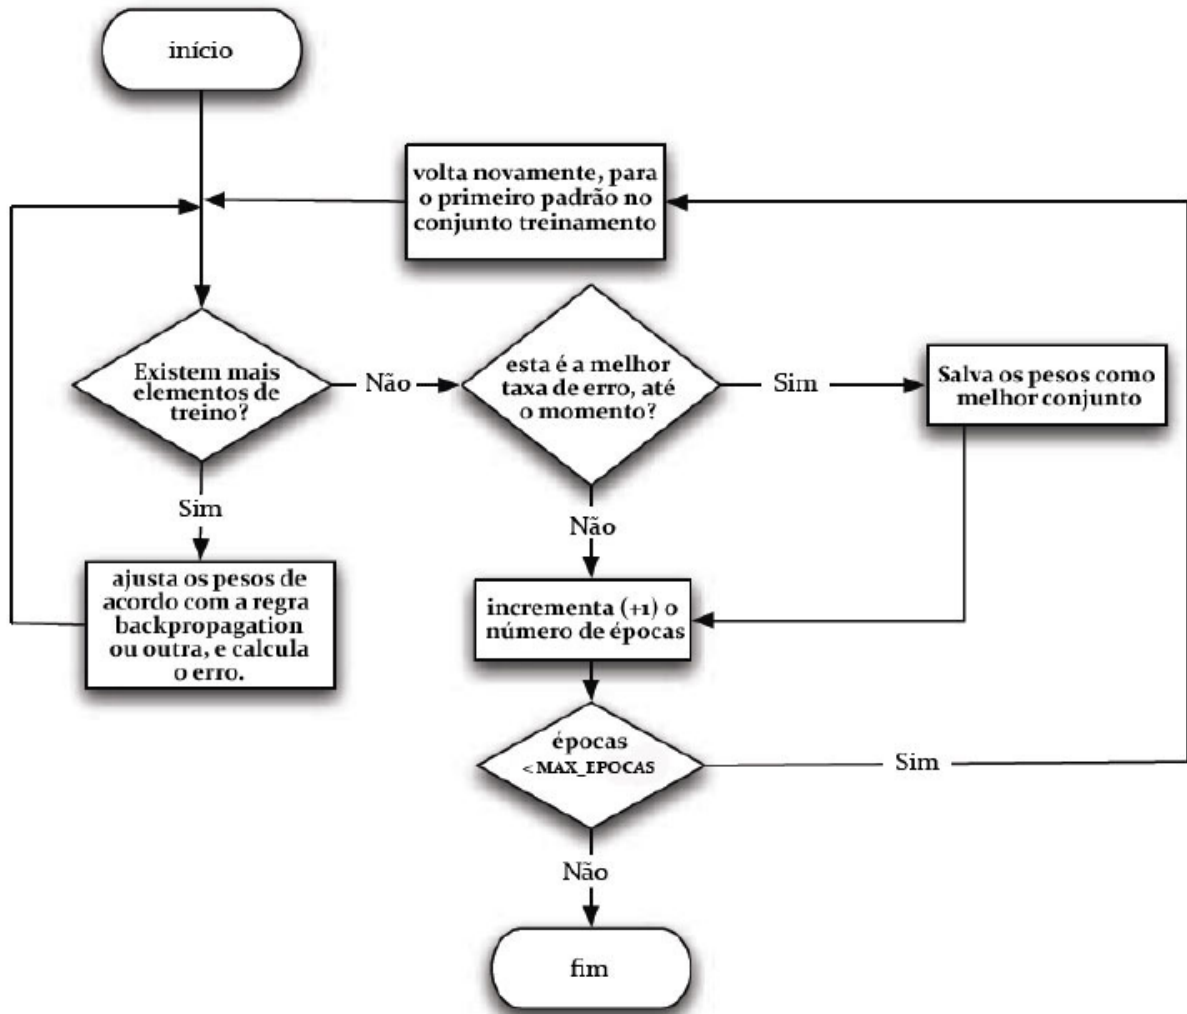 início
volta novamente, para
o primeiro padrão no
conjunto treinamento
Existem mais
elementos de
treino?
Não
esta é a melhor
taxa de erro, até
o momento?
Sim
Salva os pesos como
melhor conjunto
Sim
Não
ajusta os pesos de
acordo com a regra
backpropagation
ou outra, e calcula
o erro.
incrementa (+1) o
número de épocas
épocas
< MAX_EPOCAS
Sim
Não
fim